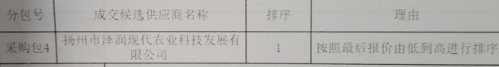 分包号 成交候选供应商名称 排序 理由
采购包4 扬州市泽润现代农业科技发展有限公司 1 按照最后报价由低到高进行排序